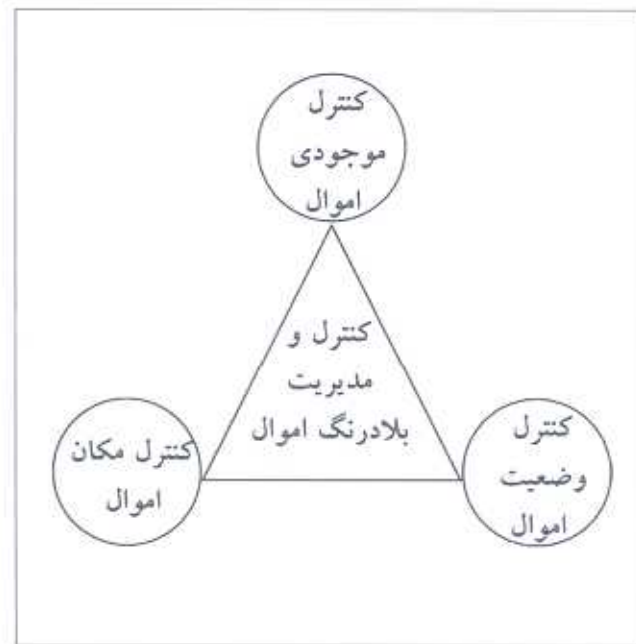 کنترل
موجودی
اموال
کنترل و
مدیریت
بلادرنگ اموال
کنترل
وضعیت
اموال
کنترل مکان
اموال